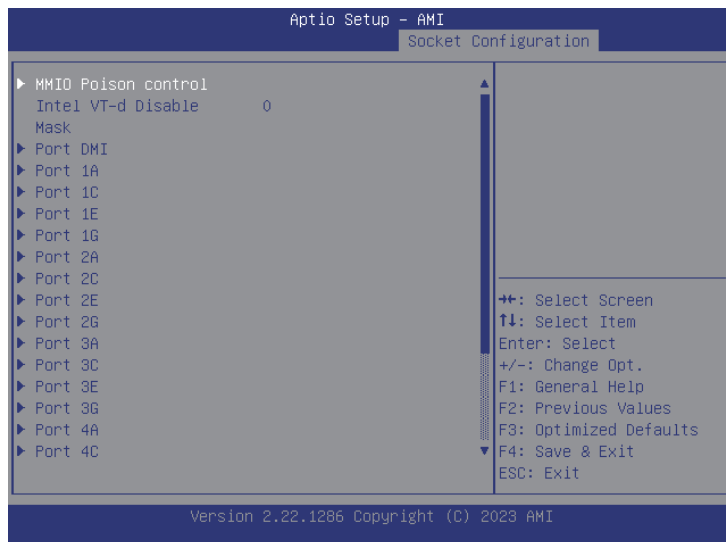 Aptio Setup – AMI
Socket Configuration
MMIO Poison control
Intel VT-d Disable 0
Mask
Port DMI
Port 1A
Port 1C
Port 1E
Port 1G
Port 2A
Port 2C
Port 2E
Port 2G
Port 3A
Port 3C
Port 3E
Port 3G
Port 4A
Port 4C
→←: Select Screen
↑↓: Select Item
Enter: Select
+/-: Change Opt.
F1: General Help
F2: Previous Values
F3: Optimized Defaults
F4: Save & Exit
ESC: Exit
Version 2.22.1286 Copyright (C) 2023 AMI